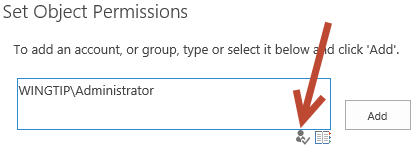 Set Object Permissions
To add an account, or group, type or select it below and click 'Add'.
WINGTIP\Administrator
Add